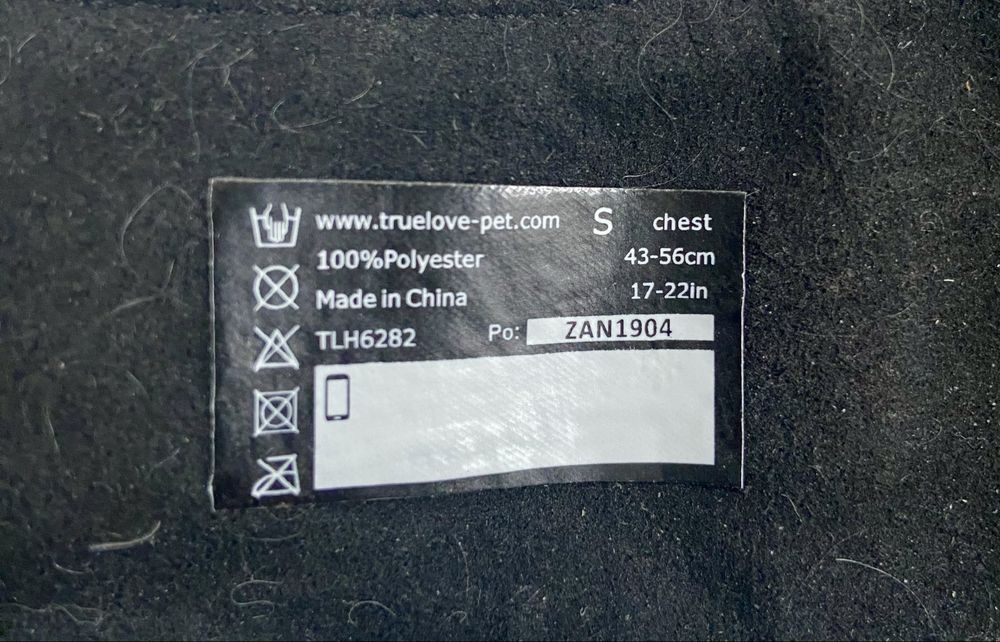 www.truelove-pet.com S chest
100%Polyester 43-56cm
Made in China 17-22in
TLH6282 Po: ZAN1904